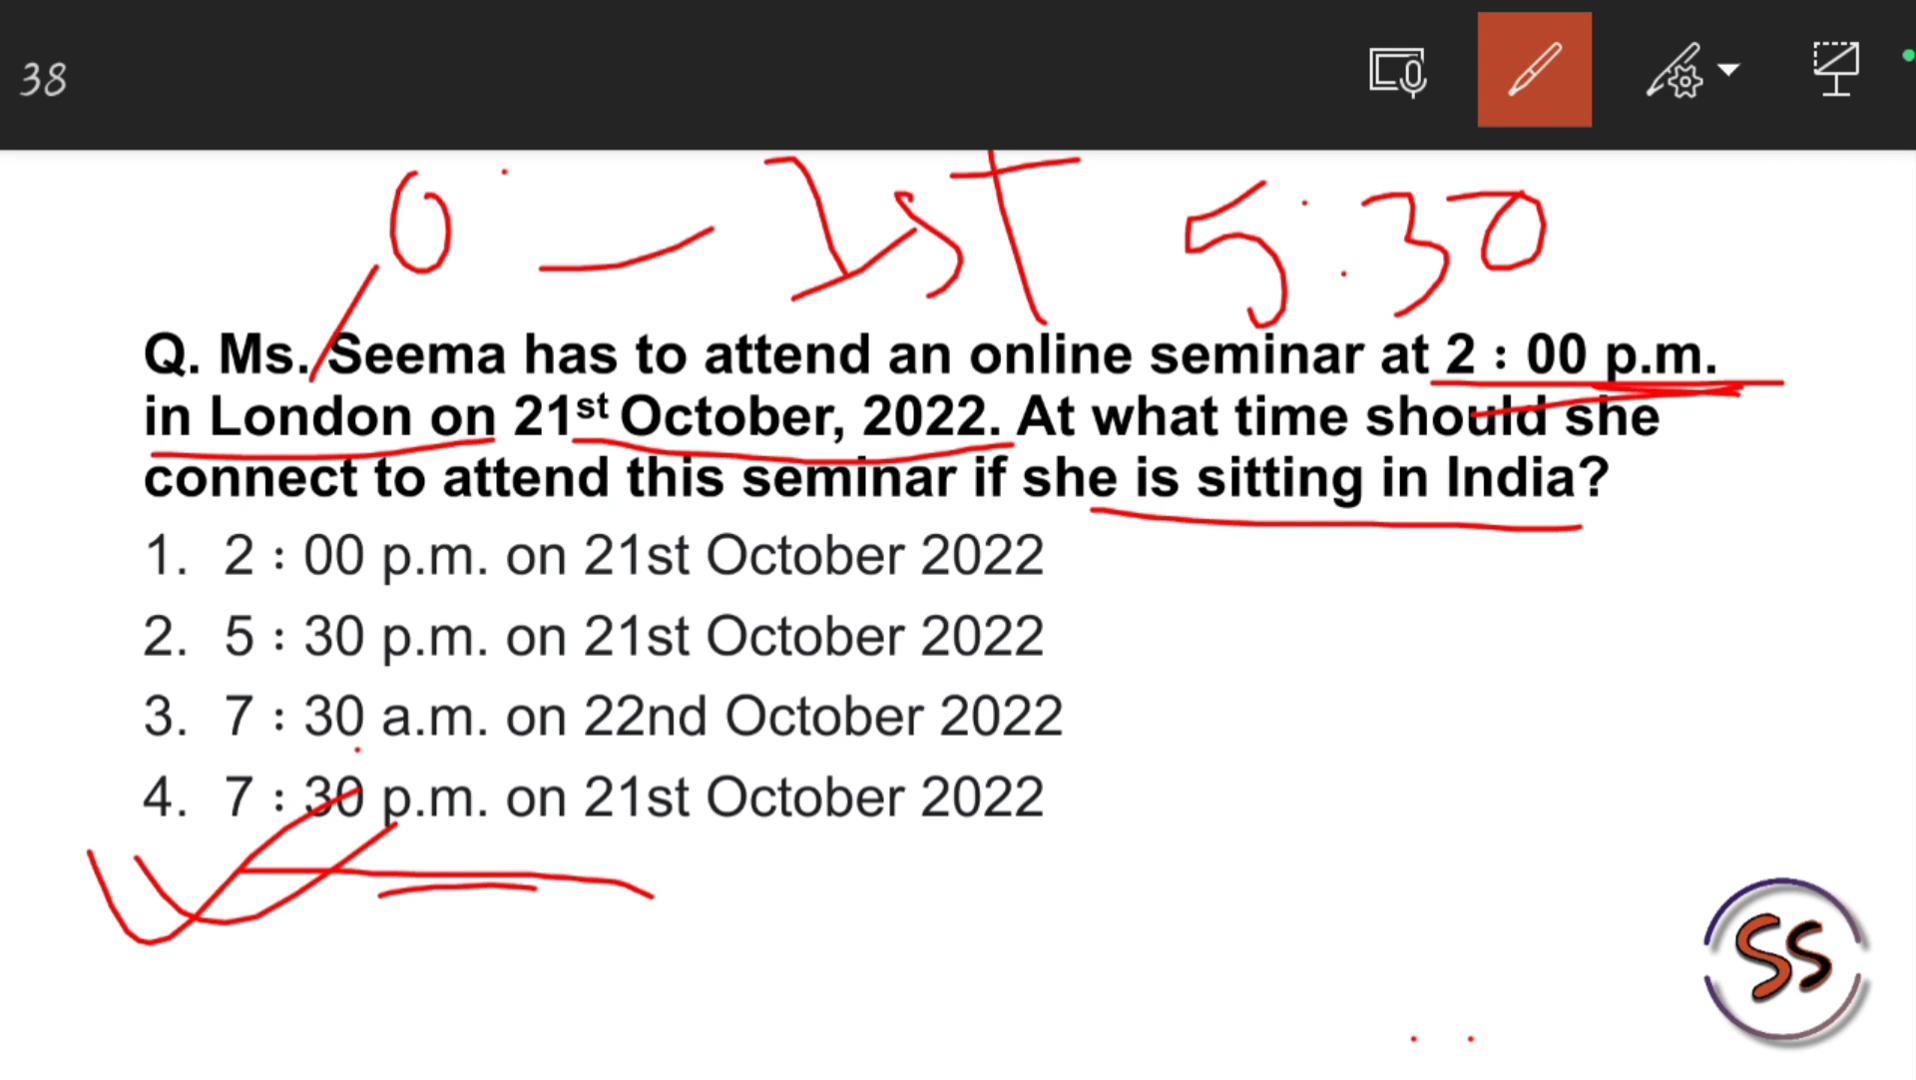 38
0° — IST 5:30
Q. Ms. Seema has to attend an online seminar at 2 : 00 p.m.
in London on 21st October, 2022. At what time should she
connect to attend this seminar if she is sitting in India?
1. 2 : 00 p.m. on 21st October 2022
2. 5 : 30 p.m. on 21st October 2022
3. 7 : 30 a.m. on 22nd October 2022
4. 7 : 30 p.m. on 21st October 2022
SS